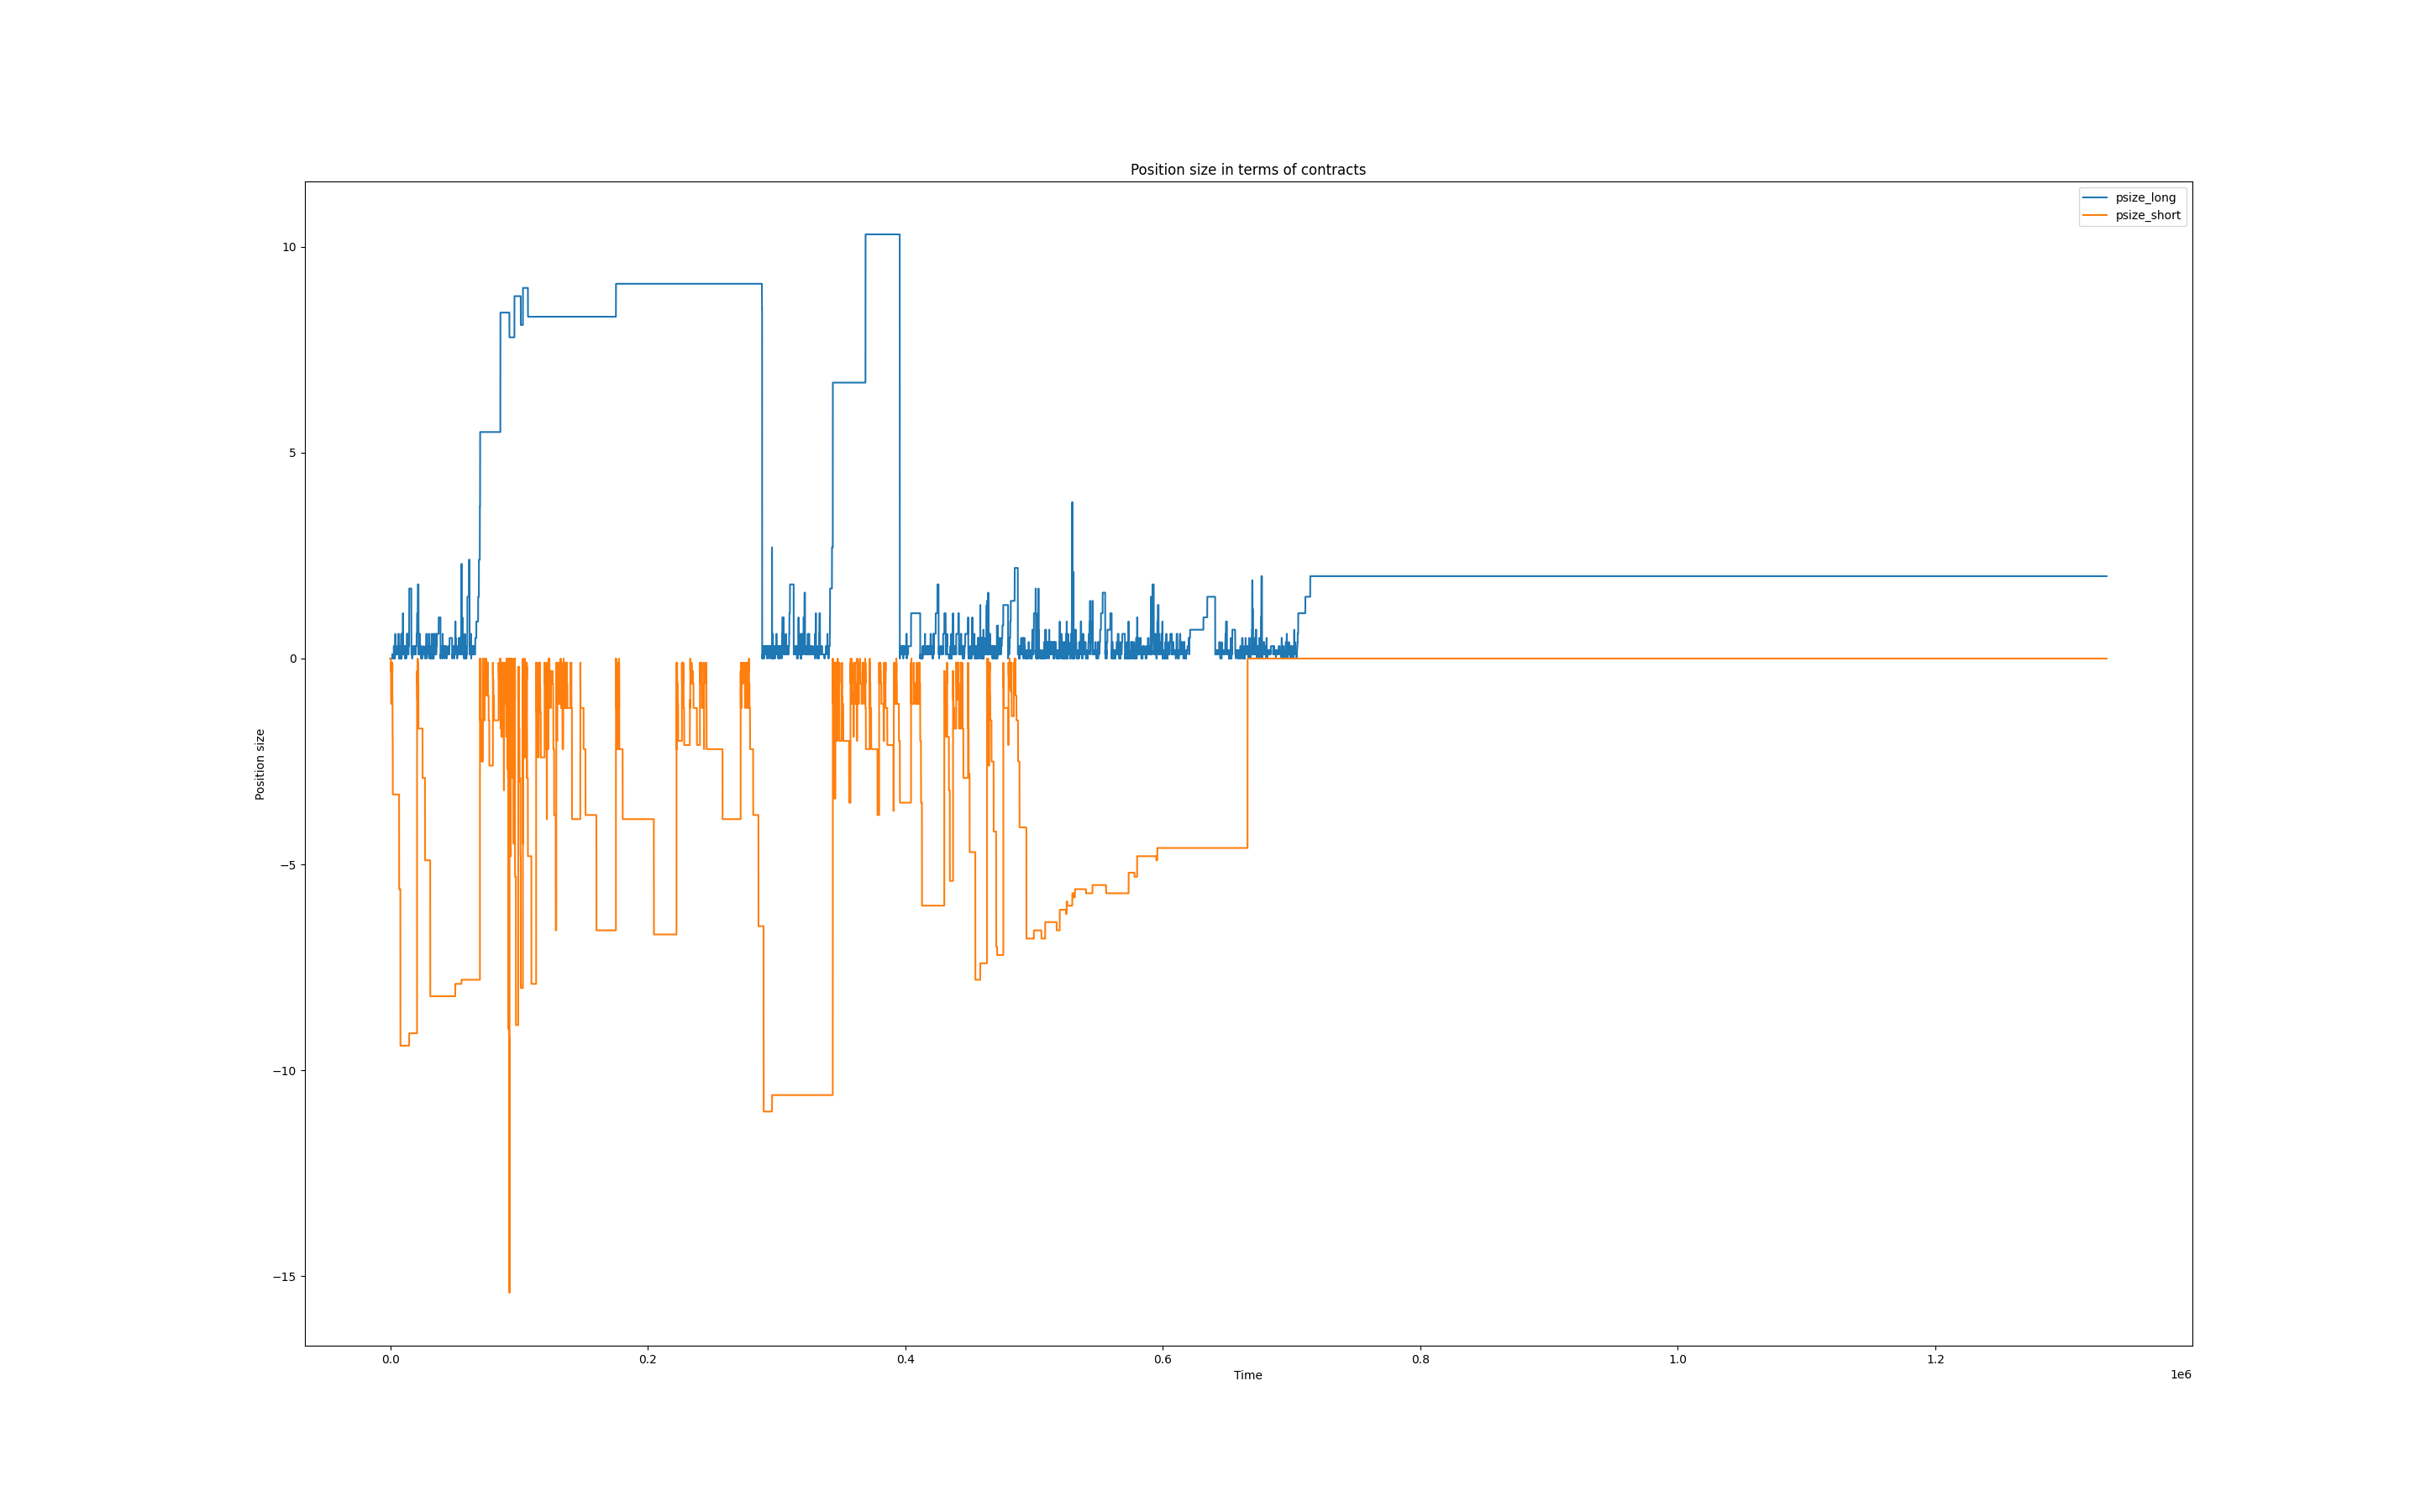 Position size in terms of contracts
psize_long
psize_short
10
5
0
−5
−10
−15
Position size
0.0 0.2 0.4 0.6 0.8 1.0 1.2
Time
1e6